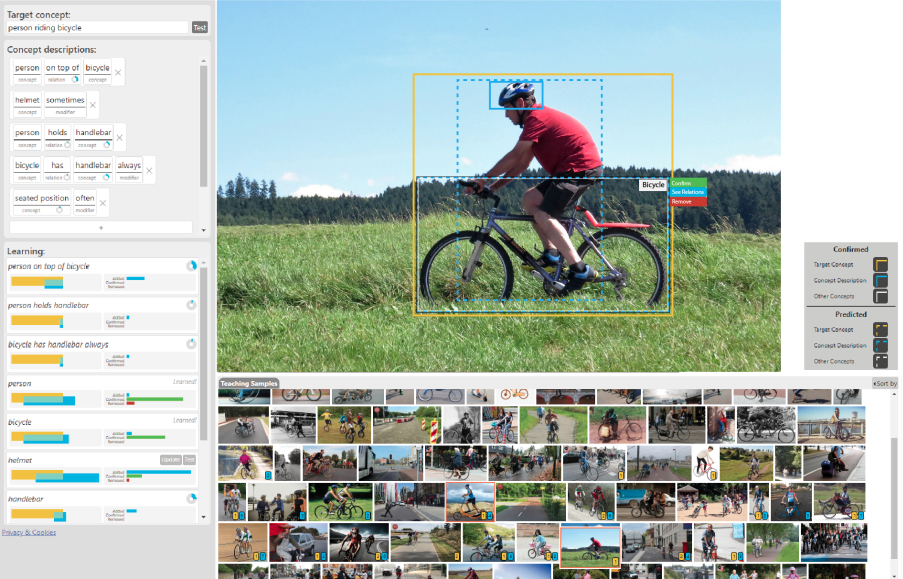 Target concept:
person riding bicycle
Test
Concept descriptions:
person on top of bicycle
concept relation concept
helmet sometimes
concept modifier
person holds handlebar
concept relation concept
bicycle has handlebar always
concept relation concept modifier
seated position often
concept modifier
+
Learning:
person on top of bicycle
Added
Confirmed
Removed
person holds handlebar
Added
Confirmed
Removed
bicycle has handlebar always
Added
Confirmed
Removed
person
Learned!
Added
Confirmed
Removed
bicycle
Learned!
Added
Confirmed
Removed
helmet
Update Test
Added
Confirmed
Removed
handlebar
Added
Confirmed
Removed
Privacy & Cookies
Bicycle
Confirm
See Relations
Remove
Confirmed
Target Concept
Concept Description
Other Concepts
Predicted
Target Concept
Concept Description
Other Concepts
Teaching Samples
Sort by